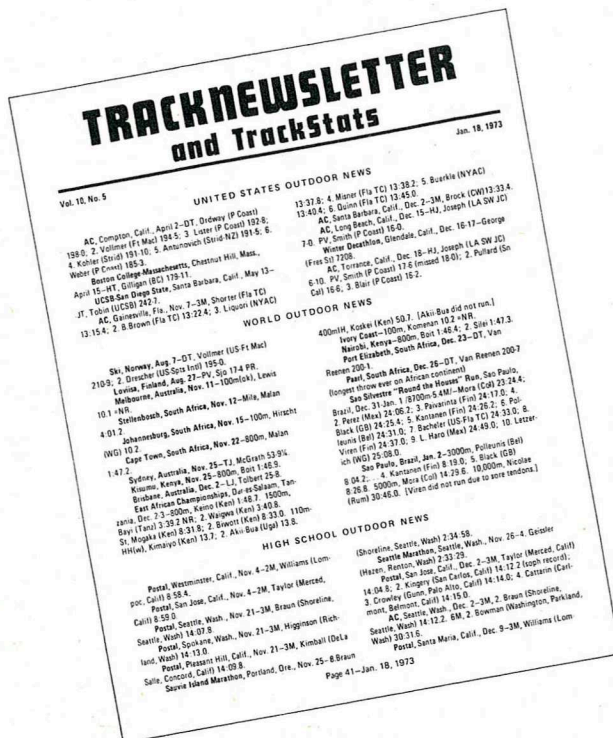 TRACKNEWSLETTER
and TrackStats
Vol. 10, No. 5
Jan. 18, 1973
UNITED STATES OUTDOOR NEWS
AC, Compton, Calif., April 2–DT, Ordway (P Coast)
198-0; 2. Vollmer (Ft Mac) 194-5; 3. Lister (P Coast) 192-8;
4. Kohler (Strid) 191-10; 5. Antunovich (Strid-NZ) 191-5; 6.
Weber (P Coast) 185-3.
Boston College-Massachusetts, Chestnut Hill, Mass.,
April 15–HT, Gilligan (BC) 179-11.
UCSB-San Diego State, Santa Barbara, Calif., May 13–
JT, Tobin (UCSB) 242-7.
AC, Gainesville, Fla., Nov. 7–3M, Shorter (Fla TC)
13:15.4; 2. B.Brown (Fla TC) 13:22.4; 3. Liquori (NYAC)
13:37.8; 4. Misner (Fla TC) 13:38.2; 5. Buerkle (NYAC)
13:40.4; 6. Quinn (Fla TC) 13:45.0.
AC, Santa Barbara, Calif., Dec. 2–3M, Brock (CW)13:33.4.
AC, Long Beach, Calif., Dec. 15–HJ, Joseph (LA SW JC)
7-0. PV, Smith (P Coast) 16-0.
Winter Decathlon, Glendale, Calif., Dec. 16-17–George
(Fres St) 7208.
AC, Torrance, Calif., Dec. 18–HJ, Joseph (LA SW JC)
6-10. PV, Smith (P Coast) 17-6 (missed 18-0); 2. Pullard (Sn
Cal) 16-6; 3. Blair (P Coast) 15-2.
WORLD OUTDOOR NEWS
Ski, Norway, Aug. 7–DT, Vollmer (US-Ft Mac)
210-9; 2. Drescher (US-Spts Intl) 195-0.
Loviisa, Finland, Aug. 27–PV, Sjo 17-4 PR.
Melbourne, Australia, Nov. 11–100m(ok), Lewis
10.1 =NR.
Stellenbosch, South Africa, Nov. 12–Mile, Malan
4:01.2.
Johannesburg, South Africa, Nov. 15–100m, Hirscht
(WG) 10.2.
Cape Town, South Africa, Nov. 22–800m, Malan
1:47.2.
Sydney, Australia, Nov. 25–TJ, McGrath 53-9¼.
Kisumu, Kenya, Nov. 25–800m, Boit 1:46.9.
Brisbane, Australia, Dec. 2–LJ, Tolbert 25-8.
East African Championships, Dar-es-Salaam, Tan-
zania, Dec. 2-3–800m, Keino (Ken) 1:48.7. 1500m,
Bayi (Tanz) 3:39.2 NR; 2. Waigwa (Ken) 3:40.8.
St, Mogaka (Ken) 8:31.8; 2. Biwott (Ken) 8:33.0. 110m-
HH(w), Kimaiyo (Ken) 13.7; 2. Akii-Bua (Uga) 13.8.
400mIH, Koskei (Ken) 50.7. [Akii-Bua did not run.]
Ivory Coast–100m, Komenan 10.2 =NR.
Nairobi, Kenya–800m, Boit 1:46.4; 2. Silei 1:47.3.
Port Elizabeth, South Africa, Dec. 23–DT, Van
Reenen 200-1.
Paarl, South Africa, Dec. 26–DT, Van Reenen 200-7
(longest throw ever on African continent)
Sao Silvestre "Round the Houses" Run, Sao Paulo,
Brazil, Dec. 31-Jan. 1 /8700m-5.4M/–Mora (Col) 23:24.4;
2. Perez (Mex) 24:06.2; 3. Paivarinta (Fin) 24:17.0; 4.
Black (GB) 24:25.4; 5. Kantanen (Fin) 24:26.2; 6. Pol-
leunis (Bel) 24:31.0; 7. Bacheler (US-Fla TC) 24:33.0; 8.
Viren (Fin) 24:37.0; 9. L. Haro (Mex) 24:49.0; 10. Letzer-
ich (WG) 25:08.0.
Sao Paulo, Brazil, Jan. 2–3000m, Polleunis (Bel)
8:04.2; . . . 4. Kantanen (Fin) 8:19.0; 5. Black (GB)
8:26.8. 5000m, Mora (Col) 14:29.6. 10,000m, Nicolae
(Rum) 30:46.0. [Viren did not run due to sore tendons.]
HIGH SCHOOL OUTDOOR NEWS
Postal, Westminster, Calif., Nov. 4–2M, Williams (Lom-
poc, Calif) 8:58.4.
Postal, San Jose, Calif., Nov. 4–2M, Taylor (Merced,
Calif) 8:59.0.
Postal, Seattle, Wash., Nov. 21–3M, Braun (Shoreline,
Seattle, Wash) 14:07.8.
Postal, Spokane, Wash., Nov. 21–3M, Higginson (Rich-
land, Wash) 14:13.0.
Postal, Pleasant Hill, Calif., Nov. 21–3M, Kimball (DeLa
Salle, Concord, Calif) 14:09.8.
Sauvie Island Marathon, Portland, Ore., Nov. 25–8.Braun
(Shoreline, Seattle, Wash) 2:34:58.
Seattle Marathon, Seattle, Wash., Nov. 26–4. Geissler
(Hazen, Renton, Wash) 2:33:29.
Postal, San Jose, Calif., Dec. 2–3M, Taylor (Merced, Calif)
14:04.8; 2. Kingery (San Carlos, Calif) 14:12.2 (soph record);
3. Crowley (Gunn, Palo Alto, Calif) 14:14.0; 4. Cattarin (Carl-
mont, Belmont, Calif) 14:15.0.
AC, Seattle, Wash., Dec. 2–3M, 2. Braun (Shoreline,
Seattle, Wash) 14:12.2. 6M, 2. Bowman (Washington, Parkland,
Wash) 30:31.6.
Postal, Santa Maria, Calif., Dec. 9–3M, Williams (Lom
Page 41–Jan. 18, 1973